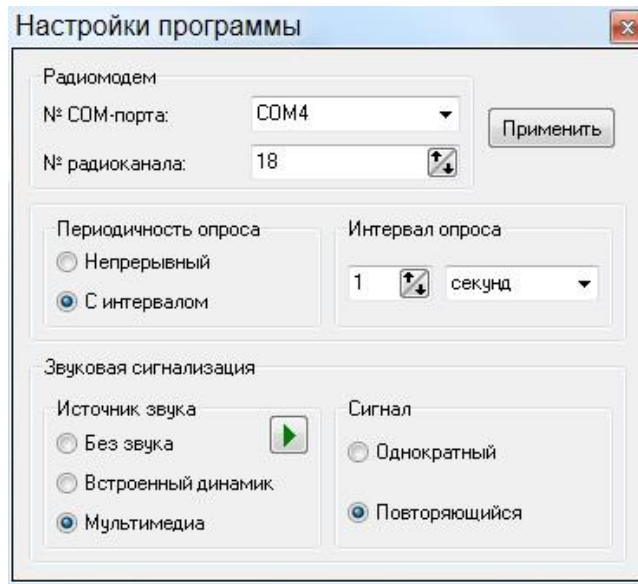 Настройки программы
Радиомодем
№ COM-порта:
COM4
Применить
№ радиоканала:
18
Периодичность опроса
Интервал опроса
Непрерывный
С интервалом
1
секунд
Звуковая сигнализация
Источник звука
Сигнал
Без звука
Однократный
Встроенный динамик
Мультимедиа
Повторяющийся